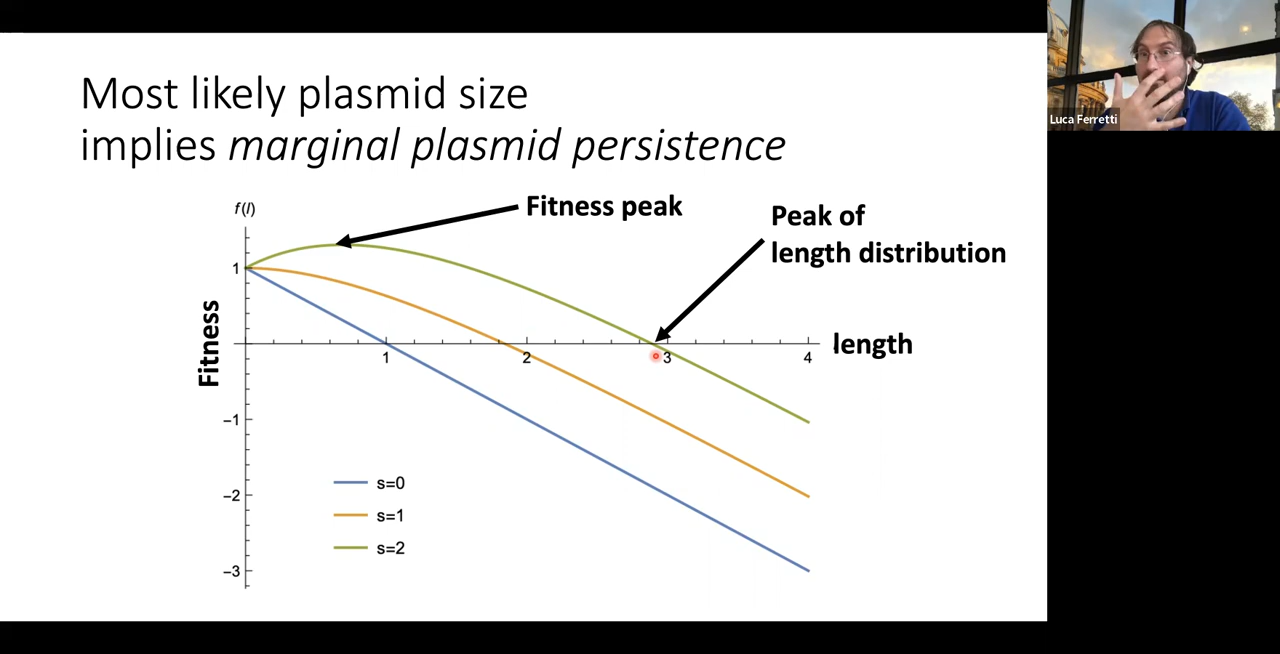 Most likely plasmid size
implies marginal plasmid persistence
Luca Ferretti
f(l)
Fitness peak
Peak of
length distribution
Fitness
length
1
−1
−2
−3
1
2
3
4
s=0
s=1
s=2